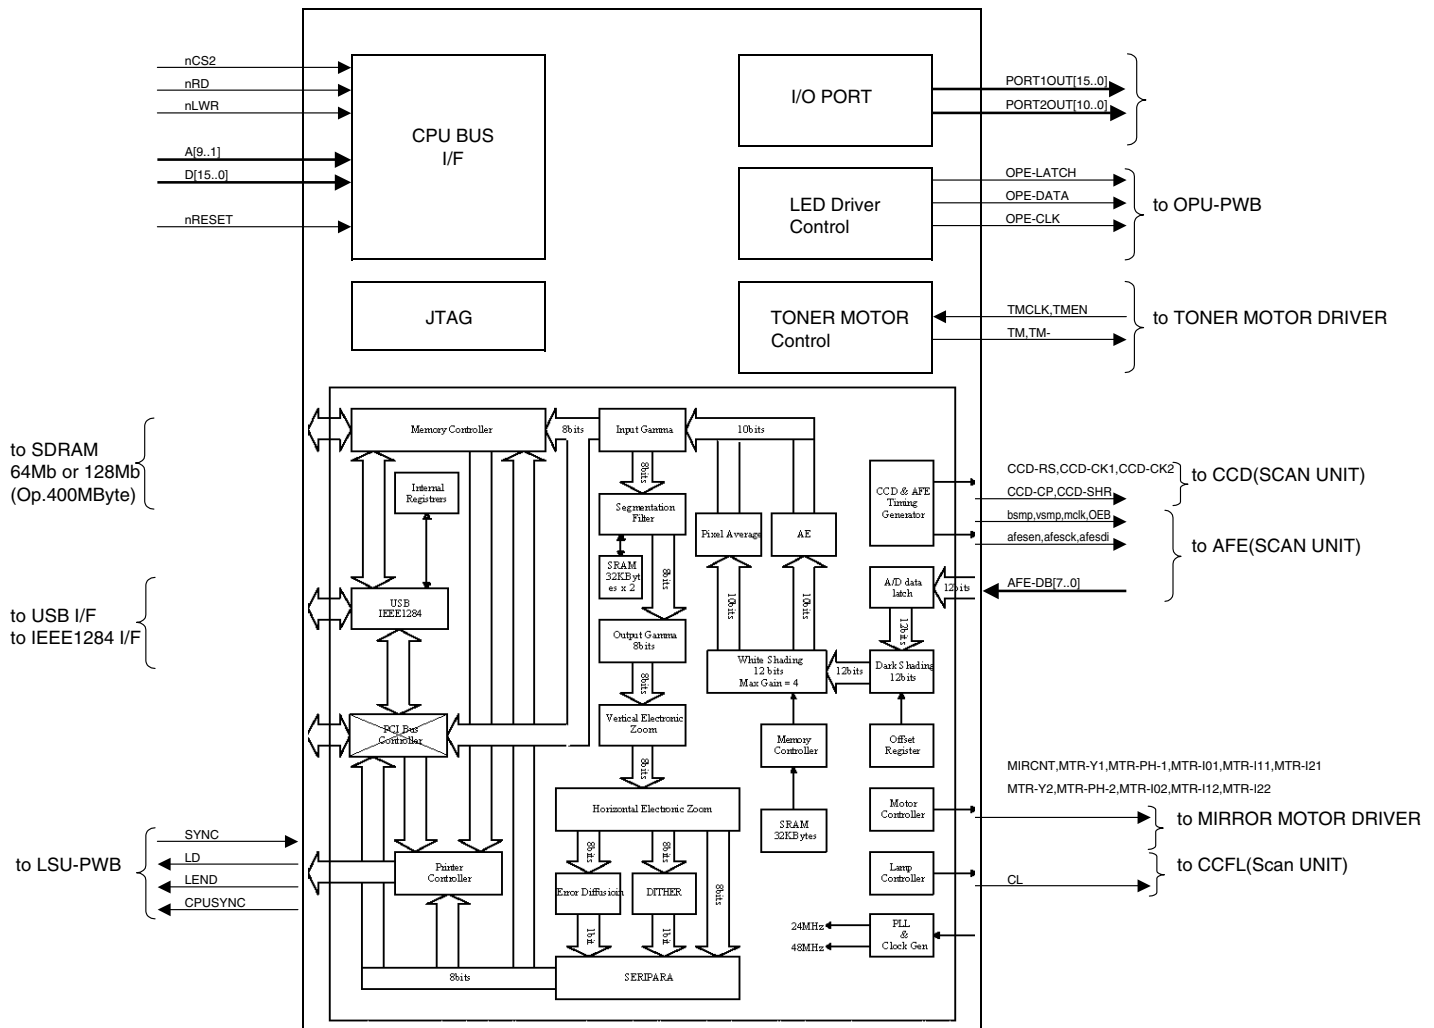 nCS2
nRD
nLWR
A[9..1]
D[15..0]
nRESET
CPU BUS
I/F
JTAG
I/O PORT
PORT1OUT[15..0]
PORT2OUT[10..0]
LED Driver
Control
OPE-LATCH
OPE-DATA
OPE-CLK
to OPU-PWB
TONER MOTOR
Control
TMCLK,TMEN
TM,TM-
to TONER MOTOR DRIVER
to SDRAM
64Mb or 128Mb
(Op.400MByte)
Memory Controller
8bits
Input Gamma
10bits
8bits
Internal
Registrers
Segmentation
Filter
SRAM
32KByt
es x 2
8bits
Pixel Average
AE
10bits
10bits
CCD & AFE
Timing
Generator
CCD-RS,CCD-CK1,CCD-CK2
CCD-CP,CCD-SHR
to CCD(SCAN UNIT)
bsmp,vsmp,mclk,OEB
afesen,afesck,afesdi
to AFE(SCAN UNIT)
A/D data
latch
12bits
AFE-DB[7..0]
12bits
to USB I/F
to IEEE1284 I/F
USB
IEEE1284
Output Gamma
8bits
White Shading
12 bits
Max Gain = 4
12bits
Dark Shading
12bits
8bits
PCI Bus
Controller
Vertical Electronic
Zoom
Memory
Controller
Offset
Register
8bits
Horizontal Electronic Zoom
SRAM
32KBytes
Motor
Controller
MIRCNT,MTR-Y1,MTR-PH-1,MTR-I01,MTR-I11,MTR-I21
MTR-Y2,MTR-PH-2,MTR-I02,MTR-I12,MTR-I22
to MIRROR MOTOR DRIVER
to LSU-PWB
SYNC
LD
LEND
CPUSYNC
Printer
Controller
8bits
8bits
8bits
Error Diffusioin
DITHER
Lamp
Controller
CL
to CCFL(Scan UNIT)
1bit
1bit
24MHz
48MHz
PLL
&
Clock Gen
8bits
SERIPARA